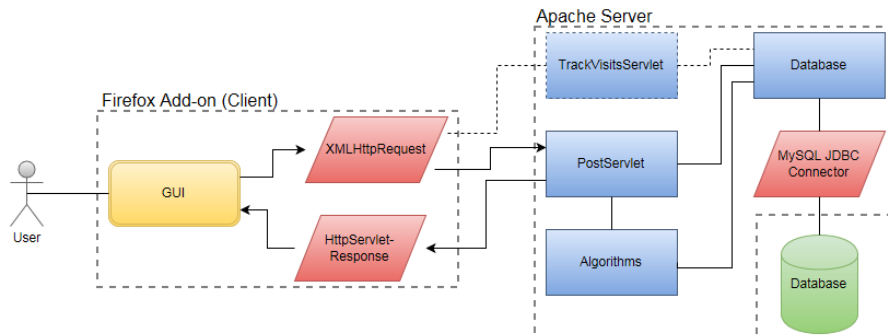 Apache Server
TrackVisitsServlet
Database
Firefox Add-on (Client)
XMLHttpRequest
PostServlet
MySQL JDBC
Connector
GUI
User
HttpServlet-
Response
Algorithms
Database